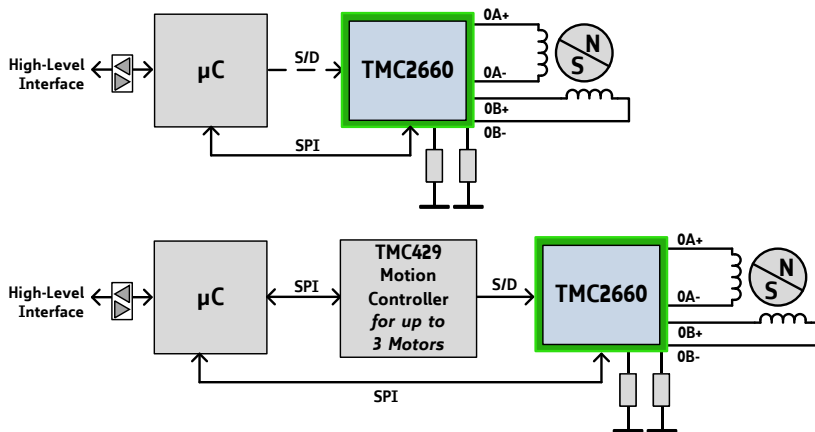 0A+
High-Level
Interface
µC
S/D
TMC2660
N
S
0A-
0B+
0B-
SPI
TMC429
Motion
Controller
for up to
3 Motors
0A+
High-Level
Interface
µC
SPI
S/D
TMC2660
N
S
0A-
0B+
0B-
SPI